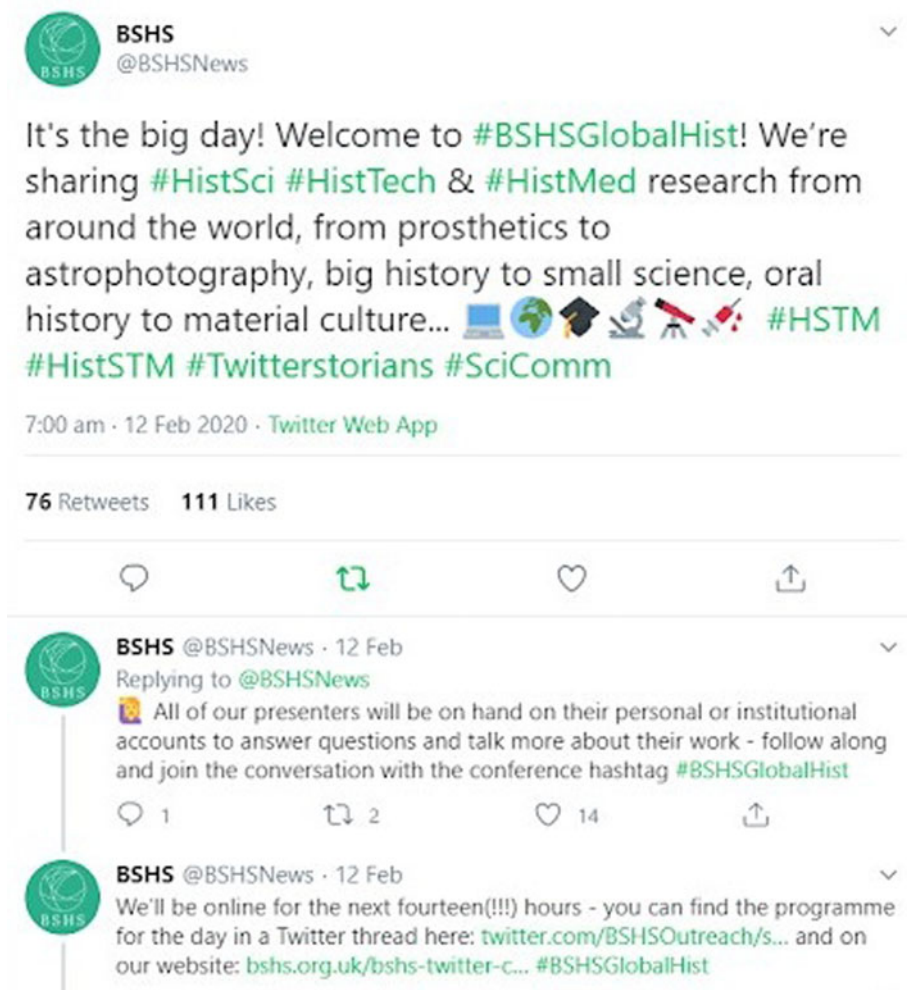 BSHS
@BSHSNews
BSHS
It's the big day! Welcome to #BSHSGlobalHist! We're
sharing #HistSci #HistTech & #HistMed research from
around the world, from prosthetics to
astrophotography, big history to small science, oral
history to material culture... 💻🌍🎓🔬🔭💉 #HSTM
#HistSTM #Twitterstorians #SciComm
7:00 am · 12 Feb 2020 · Twitter Web App
76 Retweets 111 Likes
BSHS @BSHSNews · 12 Feb
BSHS
Replying to @BSHSNews
🙋 All of our presenters will be on hand on their personal or institutional
accounts to answer questions and talk more about their work - follow along
and join the conversation with the conference hashtag #BSHSGlobalHist
1 2 14
BSHS @BSHSNews · 12 Feb
BSHS
We'll be online for the next fourteen(!!!) hours - you can find the programme
for the day in a Twitter thread here: twitter.com/BSHSOutreach/s... and on
our website: bshs.org.uk/bshs-twitter-c... #BSHSGlobalHist